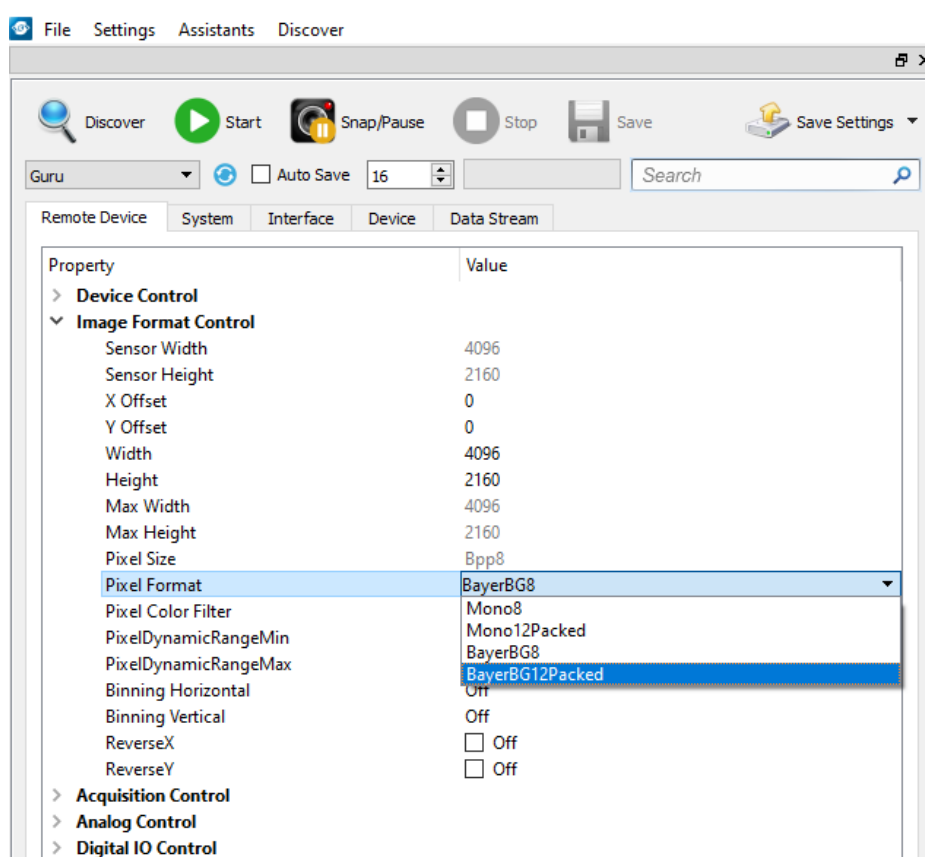 File Settings Assistants Discover
Discover Start Snap/Pause Stop Save Save Settings
Guru Auto Save 16 Search
Remote Device System Interface Device Data Stream
Property Value
Device Control
Image Format Control
Sensor Width 4096
Sensor Height 2160
X Offset 0
Y Offset 0
Width 4096
Height 2160
Max Width 4096
Max Height 2160
Pixel Size Bpp8
Pixel Format BayerBG8
Pixel Color Filter Mono8
PixelDynamicRangeMin Mono12Packed
PixelDynamicRangeMax BayerBG8
BayerBG12Packed
Binning Horizontal Off
Binning Vertical Off
ReverseX Off
ReverseY Off
Acquisition Control
Analog Control
Digital IO Control